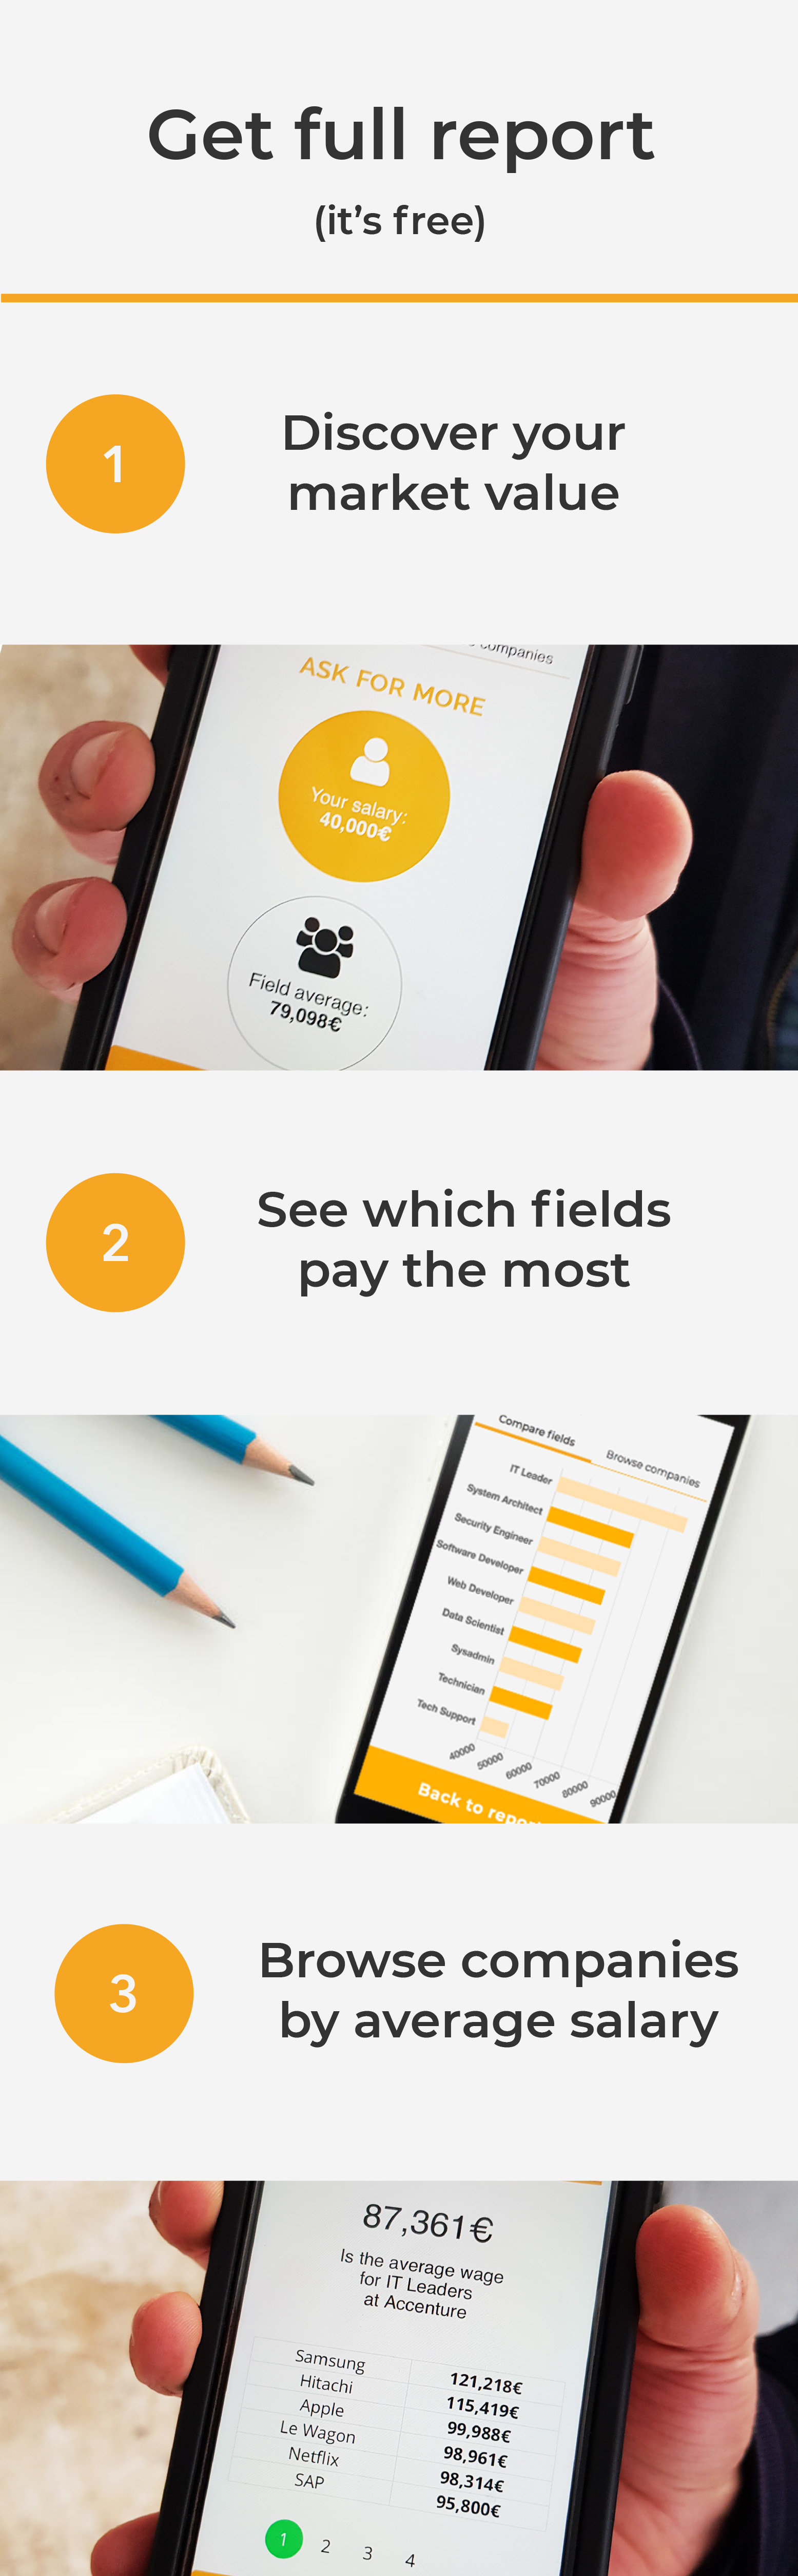 Get full report
(it’s free)
1
Discover your
market value
companies
ASK FOR MORE
Your salary:
40,000€
Field average:
79,098€
2
See which fields
pay the most
Compare fields
Browse companies
IT Leader
System Architect
Security Engineer
Software Developer
Web Developer
Data Scientist
Sysadmin
Technician
Tech Support
40000 50000 60000 70000 80000 90000
Back to report
3
Browse companies
by average salary
87,361€
Is the average wage
for IT Leaders
at Accenture
Samsung 121,218€
Hitachi 115,419€
Apple 99,988€
Le Wagon 98,961€
Netflix 98,314€
SAP 95,800€
1 2 3 4